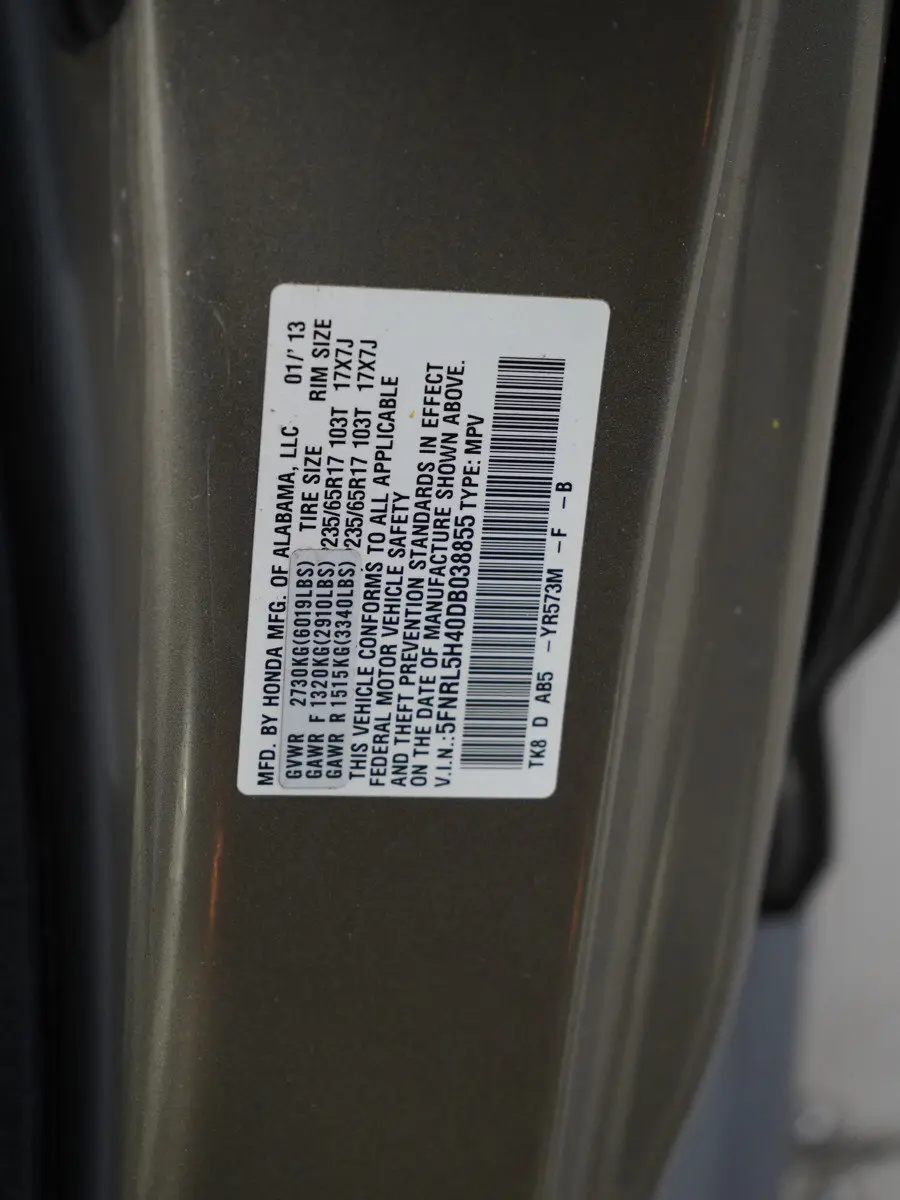 MFD. BY HONDA MFG. OF ALABAMA, LLC 01/' 13
GVWR 2730KG(6019LBS) TIRE SIZE RIM SIZE
GAWR F 1320KG(2910LBS) 235/65R17 103T 17X7J
GAWR R 1515KG(3340LBS) 235/65R17 103T 17X7J
THIS VEHICLE CONFORMS TO ALL APPLICABLE
FEDERAL MOTOR VEHICLE SAFETY
AND THEFT PREVENTION STANDARDS IN EFFECT
ON THE DATE OF MANUFACTURE SHOWN ABOVE.
V.I.N.:5FNRL5H40DB038855 TYPE: MPV
TK8 D AB5 -YR573M -F -B